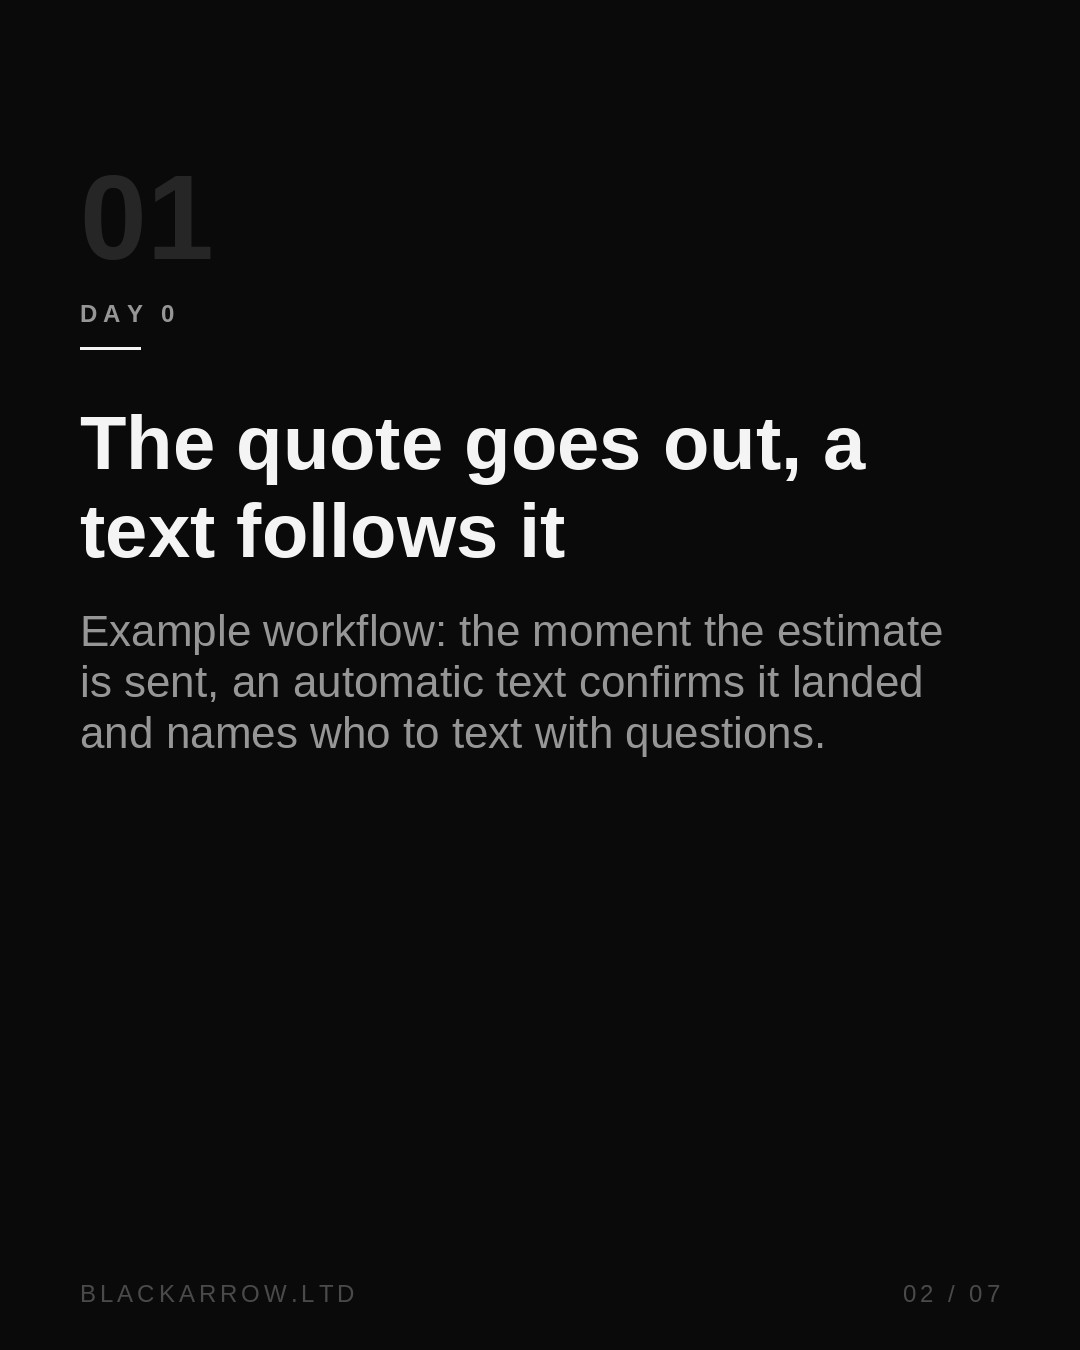 01
DAY 0
The quote goes out, a
text follows it
Example workflow: the moment the estimate
is sent, an automatic text confirms it landed
and names who to text with questions.
BLACKARROW.LTD
02 / 07